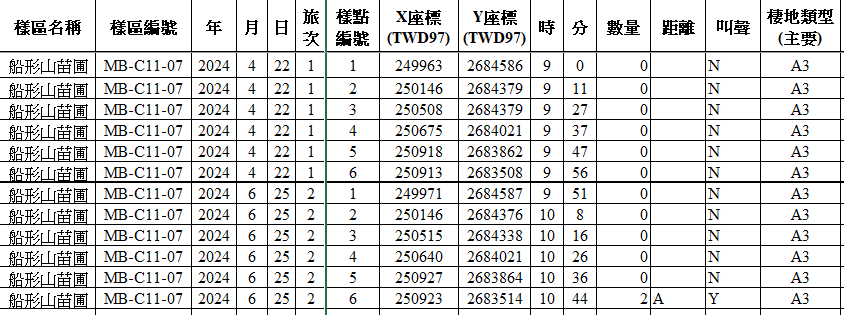 樣區名稱 樣區編號 年 月 日 旅次 樣點編號 X座標(TWD97) Y座標(TWD97) 時 分 數量 距離 叫聲 棲地類型(主要)
船形山苗圃 MB-C11-07 2024 4 22 1 1 249963 2684586 9 0 0 N A3
船形山苗圃 MB-C11-07 2024 4 22 1 2 250146 2684379 9 11 0 N A3
船形山苗圃 MB-C11-07 2024 4 22 1 3 250508 2684379 9 27 0 N A3
船形山苗圃 MB-C11-07 2024 4 22 1 4 250675 2684021 9 37 0 N A3
船形山苗圃 MB-C11-07 2024 4 22 1 5 250918 2683862 9 47 0 N A3
船形山苗圃 MB-C11-07 2024 4 22 1 6 250913 2683508 9 56 0 N A3
船形山苗圃 MB-C11-07 2024 6 25 2 1 249971 2684587 9 51 0 N A3
船形山苗圃 MB-C11-07 2024 6 25 2 2 250146 2684376 10 8 0 N A3
船形山苗圃 MB-C11-07 2024 6 25 2 3 250515 2684338 10 16 0 N A3
船形山苗圃 MB-C11-07 2024 6 25 2 4 250640 2684021 10 26 0 N A3
船形山苗圃 MB-C11-07 2024 6 25 2 5 250927 2683864 10 36 0 N A3
船形山苗圃 MB-C11-07 2024 6 25 2 6 250923 2683514 10 44 2 A Y A3